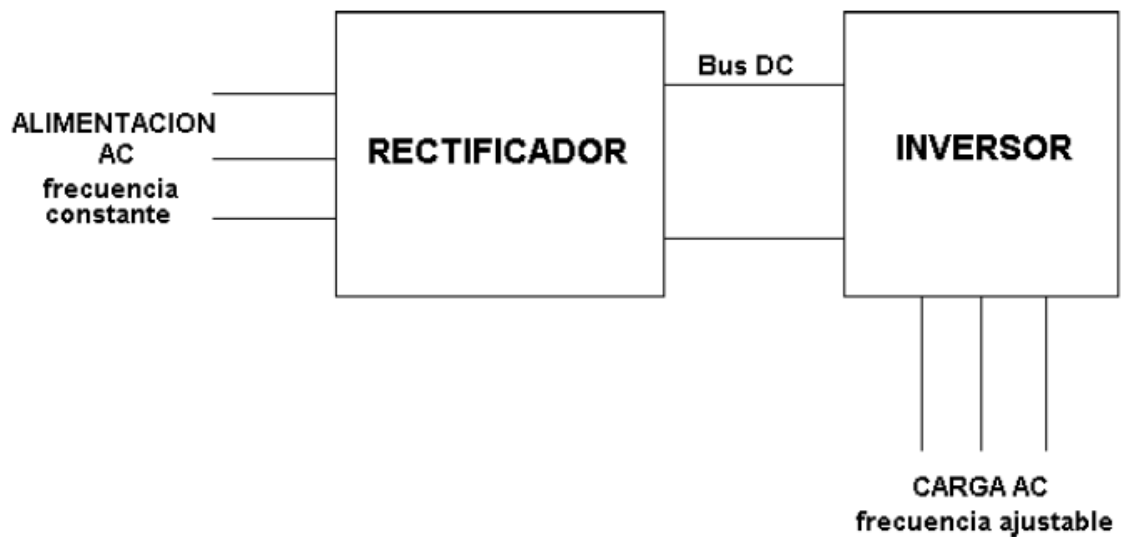 ALIMENTACION
AC
frecuencia
constante
RECTIFICADOR
Bus DC
INVERSOR
CARGA AC
frecuencia ajustable